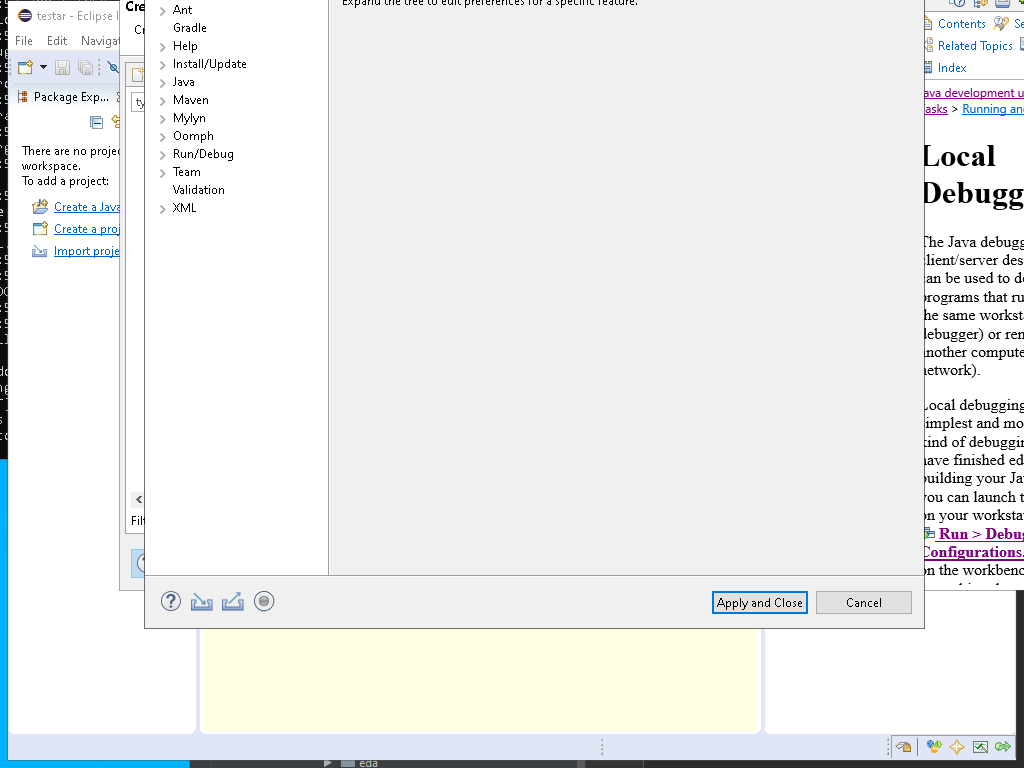 testar - Eclipse I
File Edit Navigat
Package Exp...
There are no proje
workspace.
To add a project:
Create a Java
Create a proj
Import proje
Cre
Cr
ty
Filt
Expand the tree to edit preferences for a specific feature.
Ant
Gradle
Help
Install/Update
Java
Maven
Mylyn
Oomph
Run/Debug
Team
Validation
XML
Apply and Close
Cancel
Contents Se
Related Topics
Index
ava development u
asks > Running and
Local
Debugg
The Java debugg
client/server des
can be used to de
programs that ru
he same worksta
debugger) or ren
another compute
network).
Local debugging
simplest and mo
kind of debuggin
have finished ed
building your Jav
you can launch t
on your workstat
Run > Debug
Configurations.
on the workbenc
eda